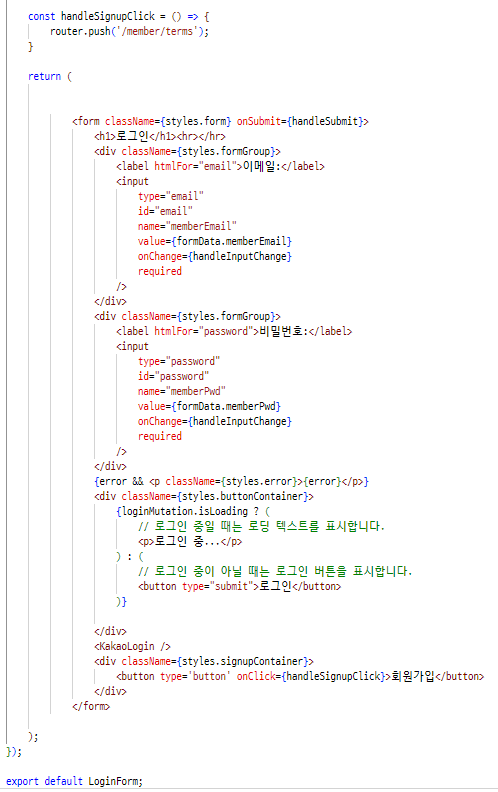 const handleSignupClick = () => {
router.push('/member/terms');
}
return (
<form className={styles.form} onSubmit={handleSubmit}>
<h1>로그인</h1><hr></hr>
<div className={styles.formGroup}>
<label htmlFor="email">이메일:</label>
<input
type="email"
id="email"
name="memberEmail"
value={formData.memberEmail}
onChange={handleInputChange}
required
/>
</div>
<div className={styles.formGroup}>
<label htmlFor="password">비밀번호:</label>
<input
type="password"
id="password"
name="memberPwd"
value={formData.memberPwd}
onChange={handleInputChange}
required
/>
</div>
{error && <p className={styles.error}>{error}</p>}
<div className={styles.buttonContainer}>
{loginMutation.isLoading ? (
// 로그인 중일 때는 로딩 텍스트를 표시합니다.
<p>로그인 중...</p>
) : (
// 로그인 중이 아닐 때는 로그인 버튼을 표시합니다.
<button type="submit">로그인</button>
)}
</div>
<KakaoLogin />
<div className={styles.signupContainer}>
<button type='button' onClick={handleSignupClick}>회원가입</button>
</div>
</form>
);
});
export default LoginForm;